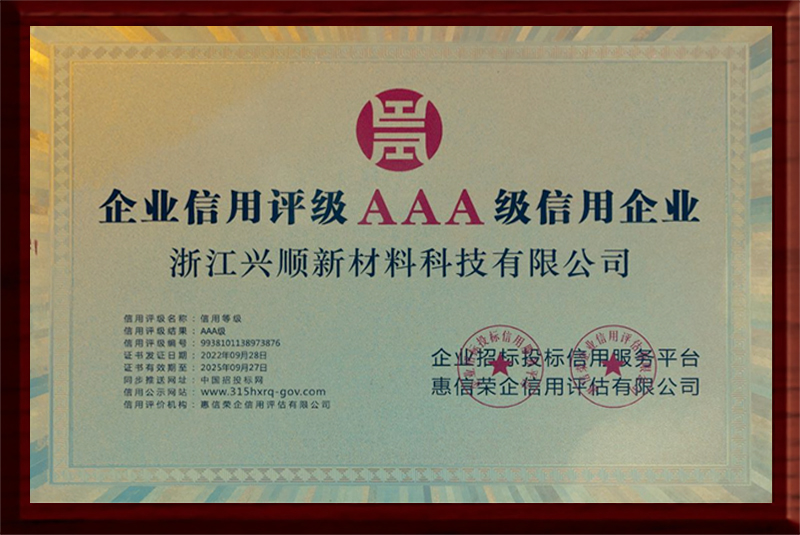 企业信用评级AAA级信用企业
浙江兴顺新材料科技有限公司
信用评级名称：信用等级
信用评级结果：AAA级
信用评级编号：9938101138973876
证书发证日期：2022年09月28日
证书有效期至：2025年09月27日
同步推送网址：中国招投标网
信用公示网站：www.315hxrq-gov.com
信用评价机构：惠信荣企信用评估有限公司
企业招标投标信用服务平台
惠信荣企信用评估有限公司